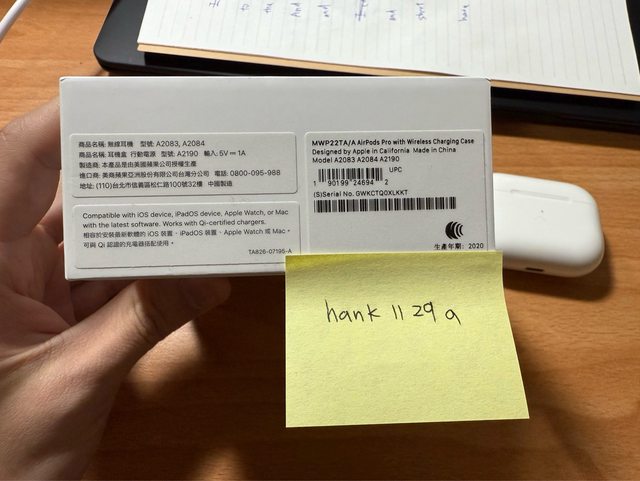 商品名稱: 無線耳機 型號: A2083, A2084
商品名稱: 耳機盒 行動電源 型號: A2190 輸入: 5V⎓1A
製造商: 本產品是由美國蘋果公司授權生產
進口商: 美商蘋果亞洲股份有限公司台灣分公司 電話: 0800-095-988
地址: (110)台北市信義區松仁路100號32樓 中國製造
Compatible with iOS device, iPadOS device, Apple Watch, or Mac
with the latest software. Works with Qi-certified chargers.
相容於安裝最新軟體的 iOS 裝置、iPadOS 裝置、Apple Watch 或 Mac。
可與 Qi 認證的充電器搭配使用。
TA826-07195-A
MWP22TA/A AirPods Pro with Wireless Charging Case
Designed by Apple in California Made in China
Model A2083 A2084 A2190
UPC
1 90199 24694 2
(S)Serial No. GWKCTQ0XLKKT
生產年期: 2020
hank 1129 a
to
the
And
and
street